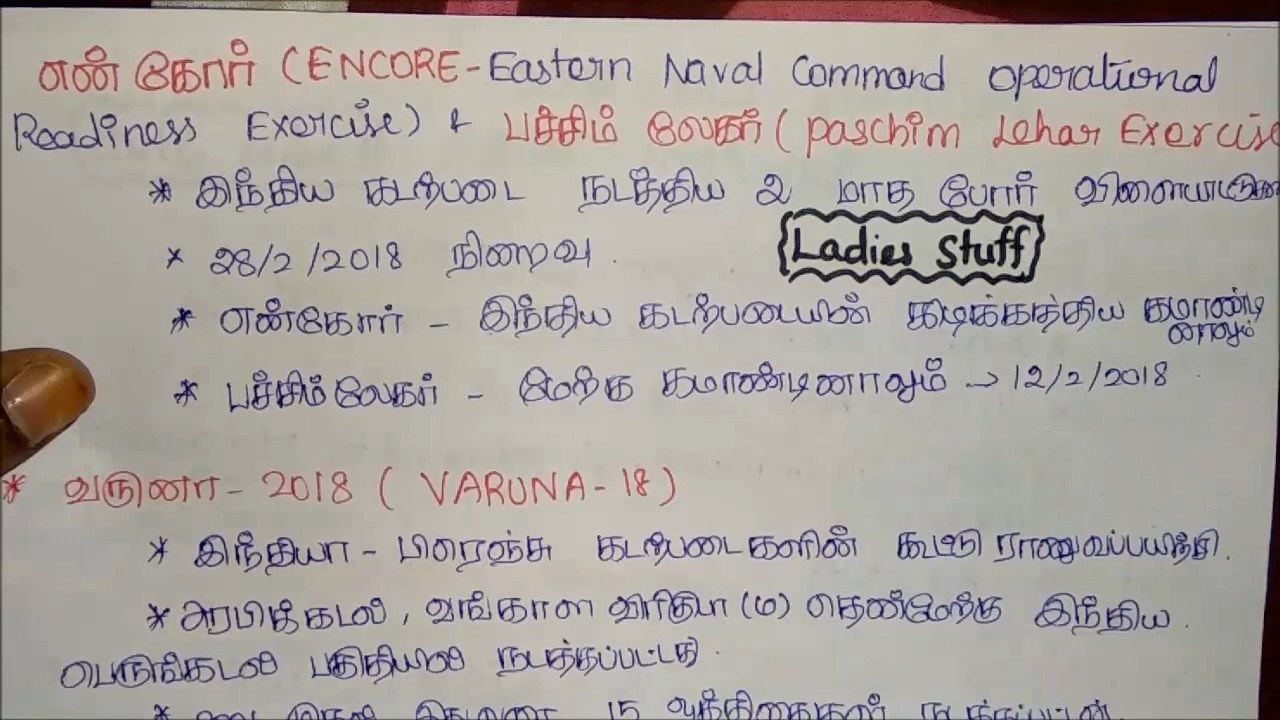 என்கோர் (ENCORE - Eastern Naval Command Operational
Readiness Exercise) & பச்சிம் லேகர் (paschim Lehar Exercise
* இந்திய கடற்படை நடத்திய 2 மாத போர்
Ladies Stuff
* 28/2/2018 நிறைவு.
* என்கோர் - இந்திய கடற்படையின் கிழக்கத்திய கமாண்டி
னாலும்
* பச்சிம்லேகர் - மேற்கு கமாண்டினாலும் → 12/2/2018
* வருணா - 2018 (VARUNA - 18)
* இந்தியா - பிரெஞ்சு கடற்படைகளின் கூட்டு ராணுவப்பயிற்சி.
* அரபிக்கடல், வங்காள விரிகுடா (ம) தென்மேற்கு இந்திய
பெருங்கடல் பகுதியில் நடத்தப்பட்டது.
15